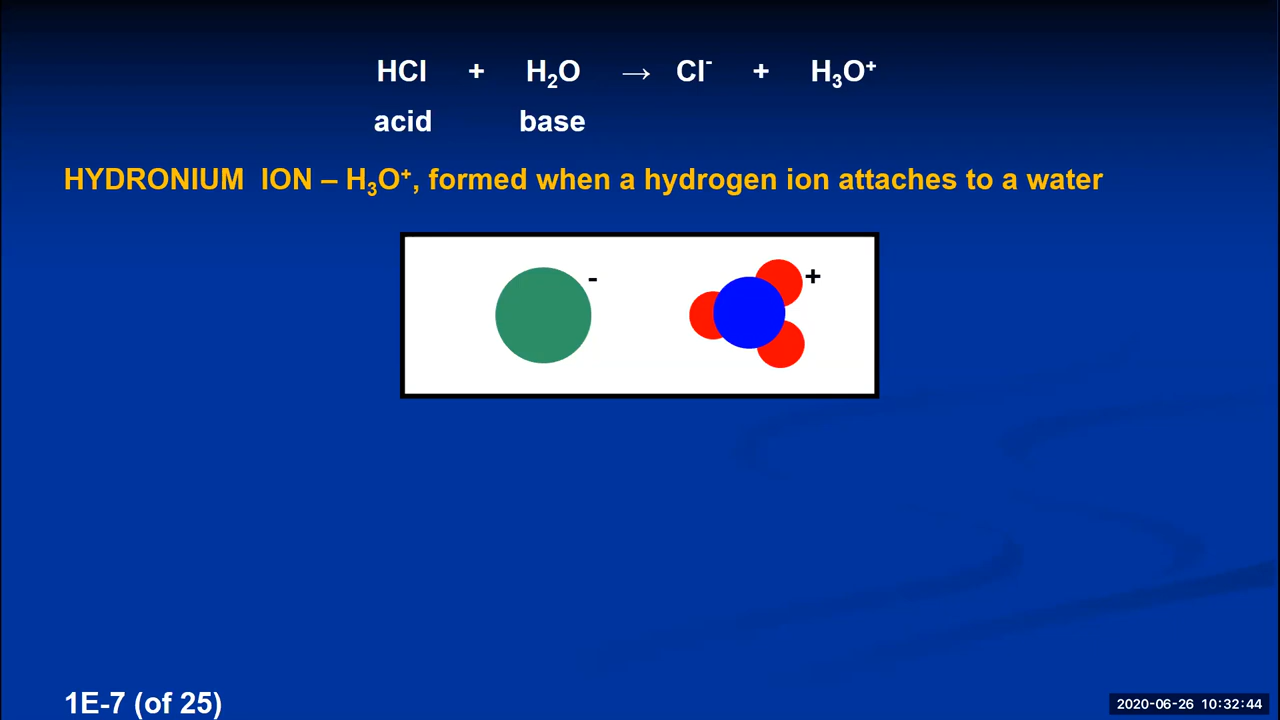 HCl + H₂O → Cl⁻ + H₃O⁺
acid base
HYDRONIUM ION – H₃O⁺, formed when a hydrogen ion attaches to a water
- +
1E-7 (of 25)
2020-06-26 10:32:44